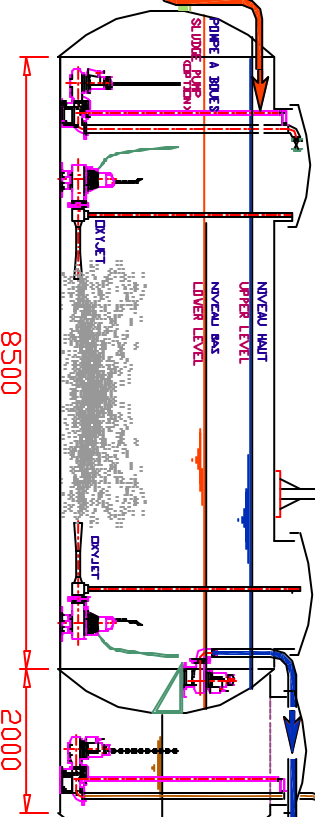 POMPE A BOUES
SLUDGE PUMP
(OPTION)
NIVEAU HAUT
UPPER LEVEL
NIVEAU BAS
LOWER LEVEL
OXYJET
OXYJET
8500
2000